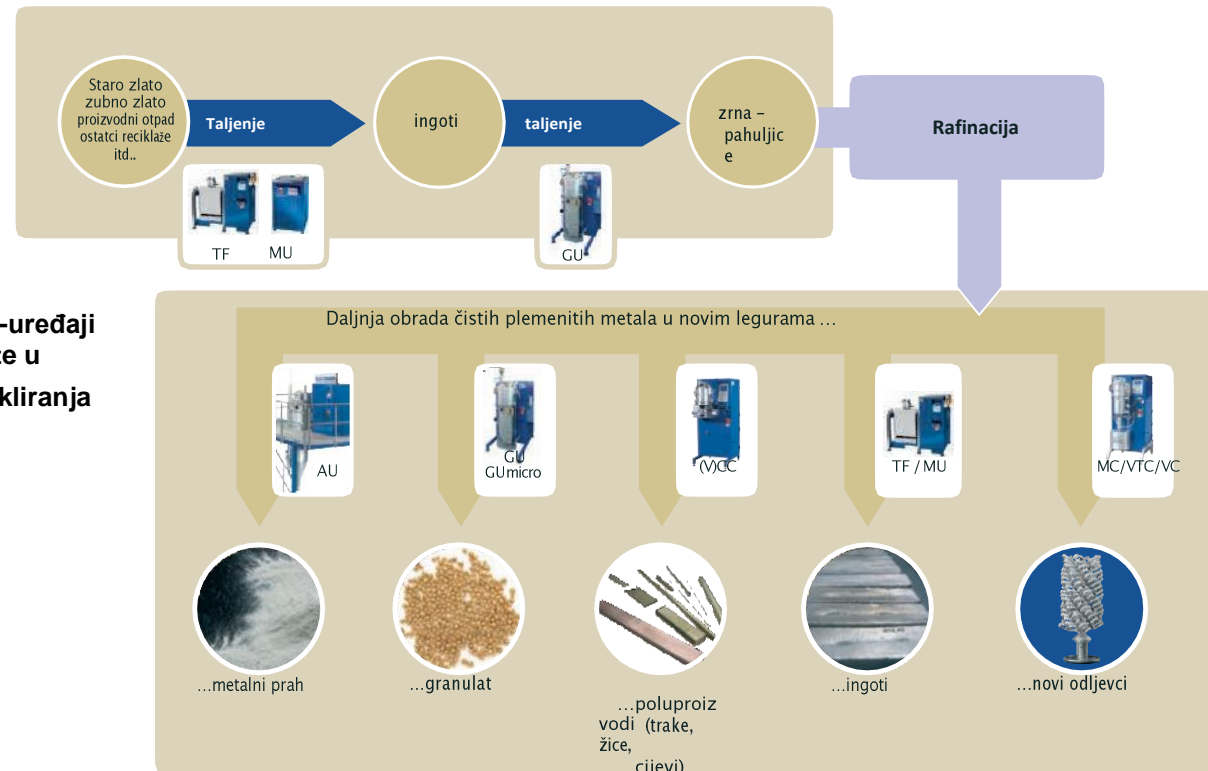 Staro zlato
zubno zlato
proizvodni otpad
ostatci reciklaže
itd..
Taljenje
ingoti
taljenje
zrna –
pahuljic
e
Rafinacija
TF
MU
GU
-uređaji
te u
kliranja
Daljnja obrada čistih plemenitih metala u novim legurama ...
AU
GU
GUmicro
(V)CC
TF / MU
MC/VTC/VC
...metalni prah
...granulat
...poluproiz
vodi (trake,
žice,
cijevi)
...ingoti
...novi odljevci